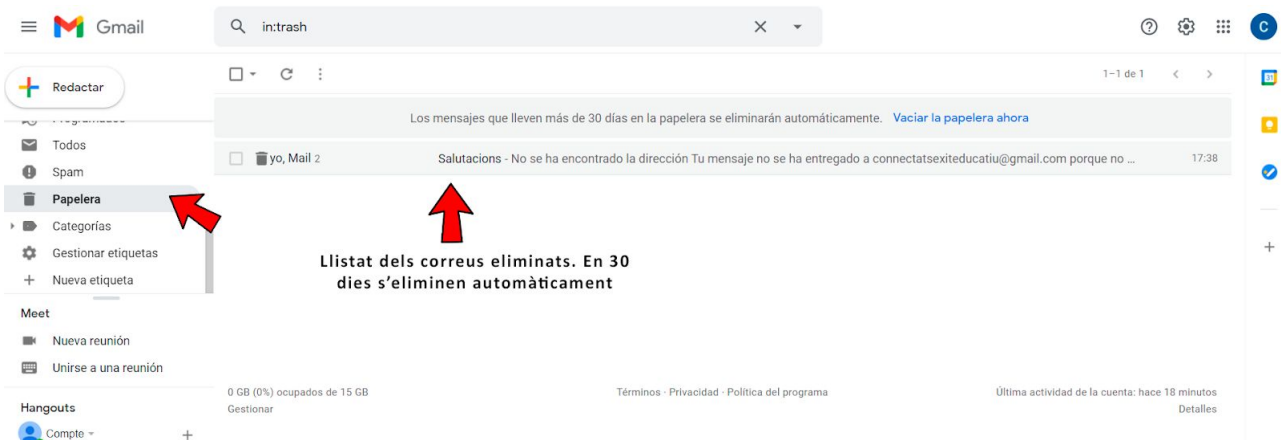 Gmail
in:trash
C
Redactar
1–1 de 1
31
Los mensajes que lleven más de 30 días en la papelera se eliminarán automáticamente. Vaciar la papelera ahora
Todos
yo, Mail 2
Salutacions - No se ha encontrado la dirección Tu mensaje no se ha entregado a connectatsexiteducatiu@gmail.com porque no ...
17:38
Spam
Papelera
Categorías
Gestionar etiquetas
Nueva etiqueta
Llistat dels correus eliminats. En 30
dies s’eliminen automàticament
Meet
Nueva reunión
Unirse a una reunión
Hangouts
Compte
0 GB (0%) ocupados de 15 GB
Gestionar
Términos · Privacidad · Política del programa
Última actividad de la cuenta: hace 18 minutos
Detalles